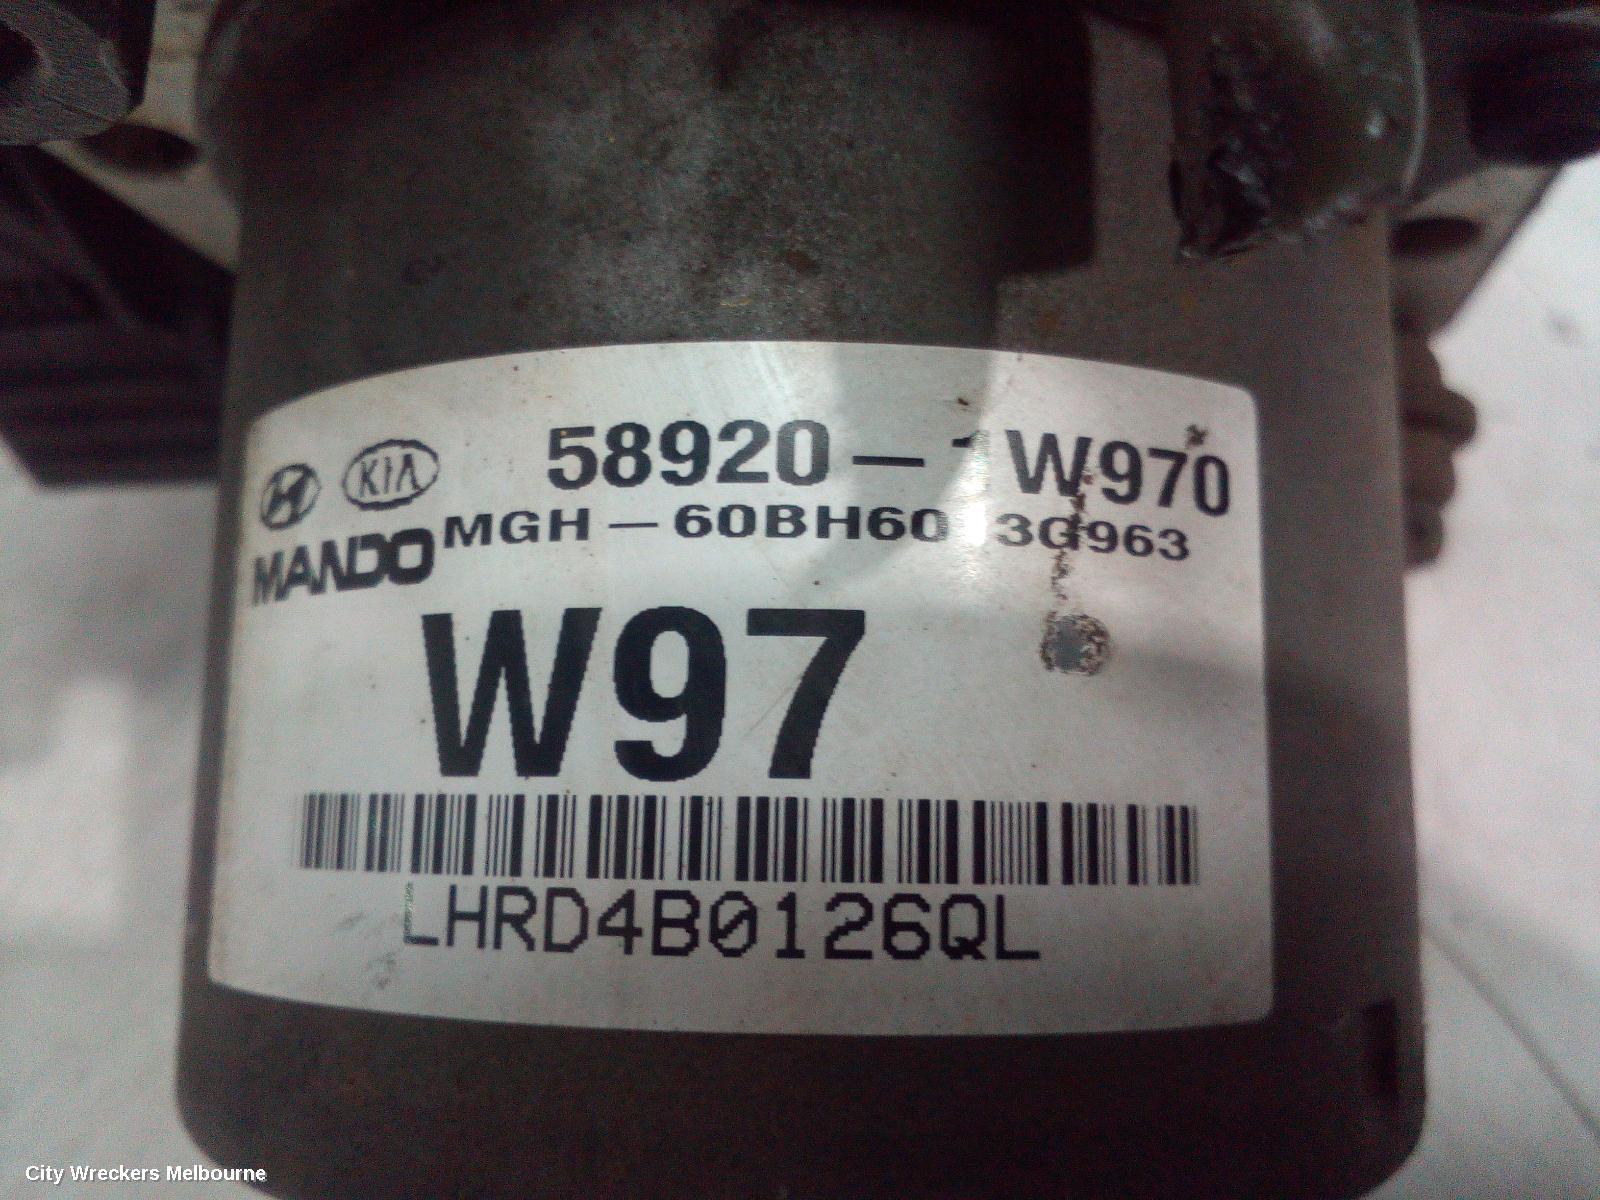 KIA 58920-1W970
MANDO MGH-60BH60 3G963
W97
LHRD4B0126QL
City Wreckers Melbourne